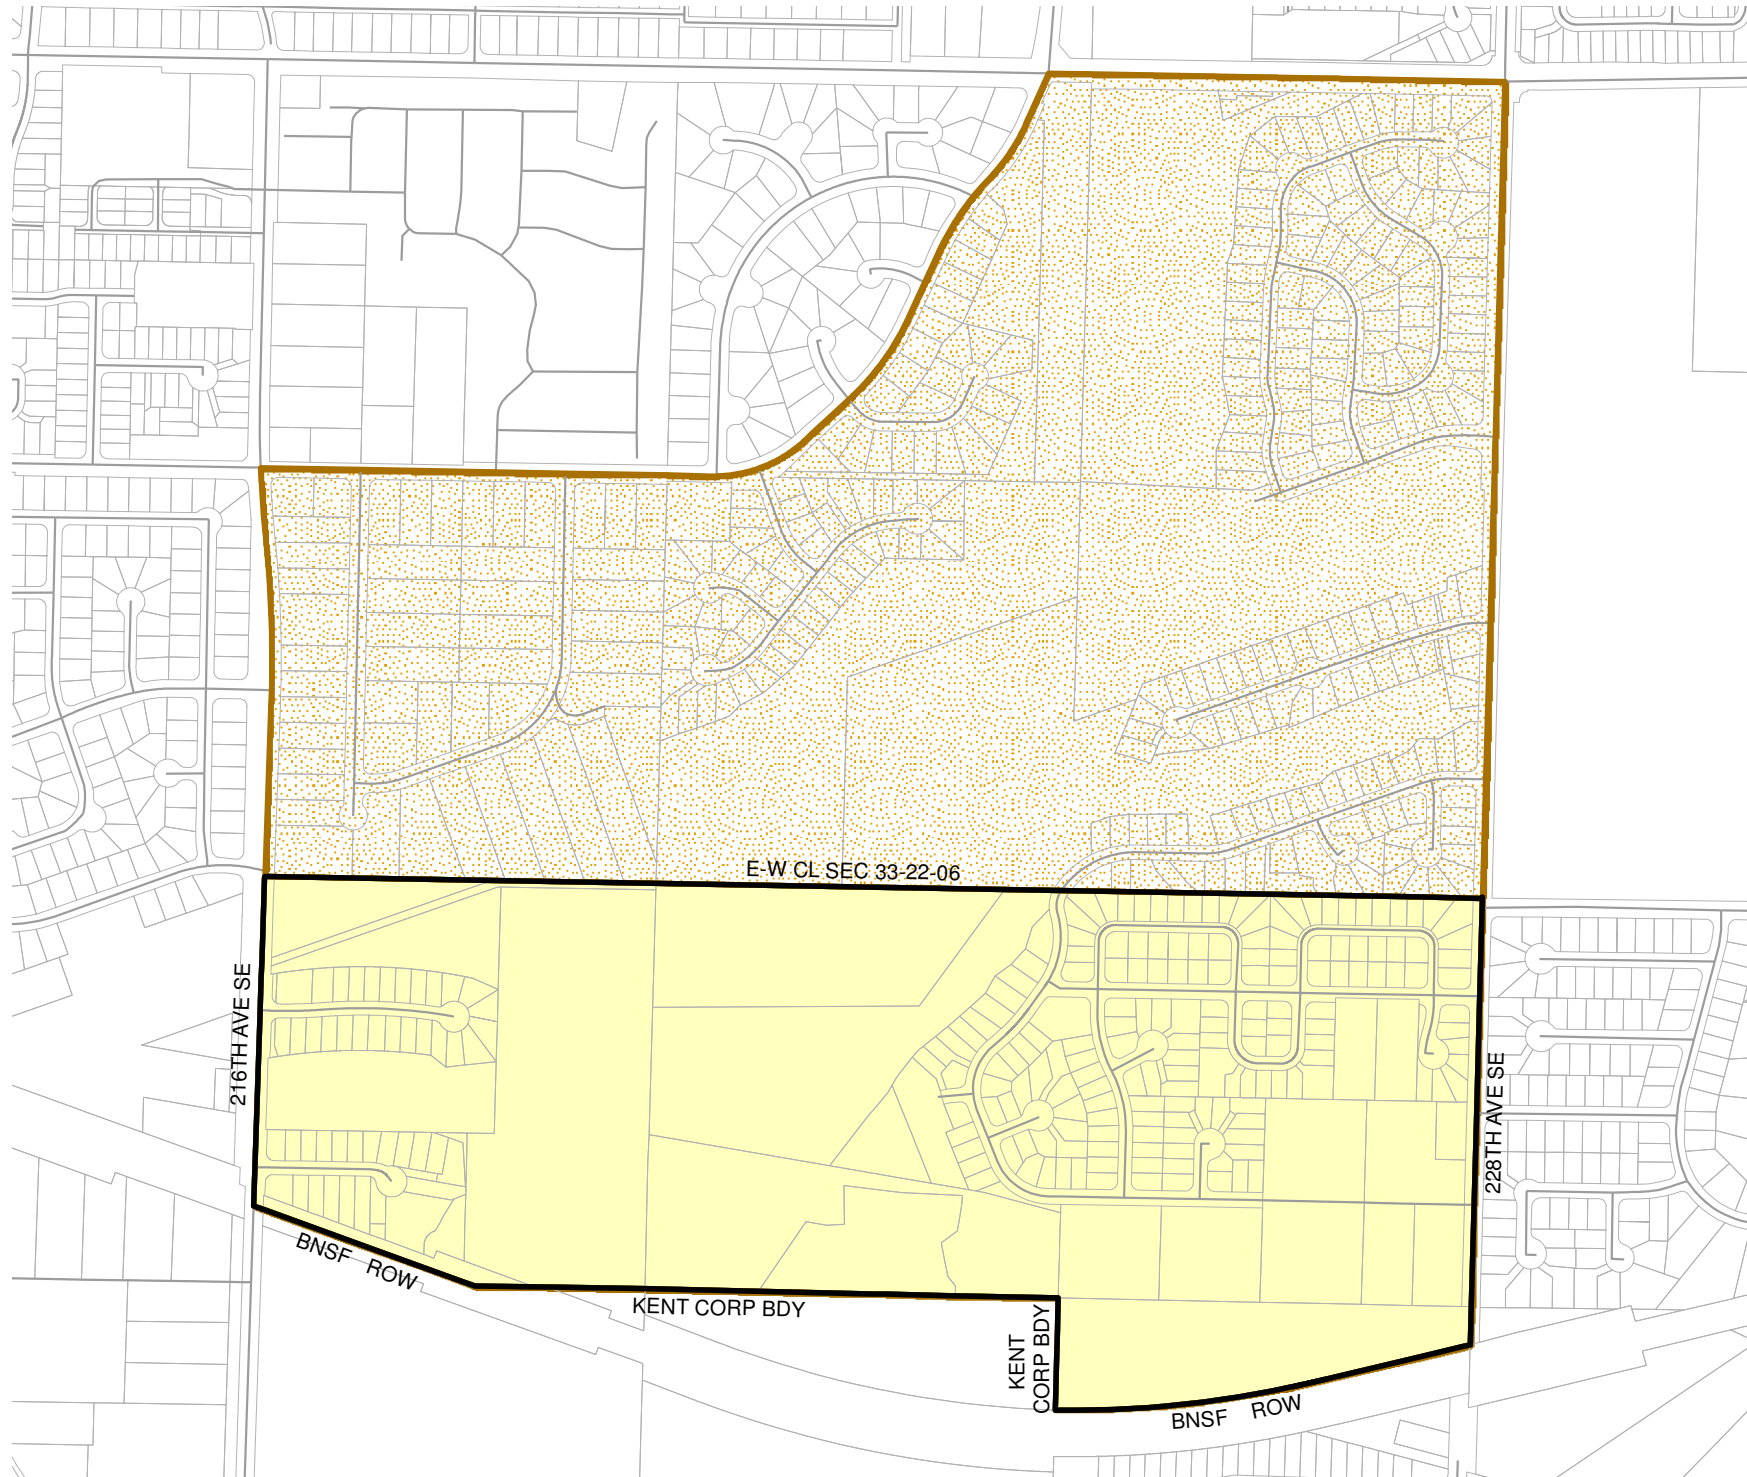 E-W CL SEC 33-22-06
216TH AVE SE
228TH AVE SE
BNSF ROW
KENT CORP BDY
KENT
CORP BDY
BNSF ROW